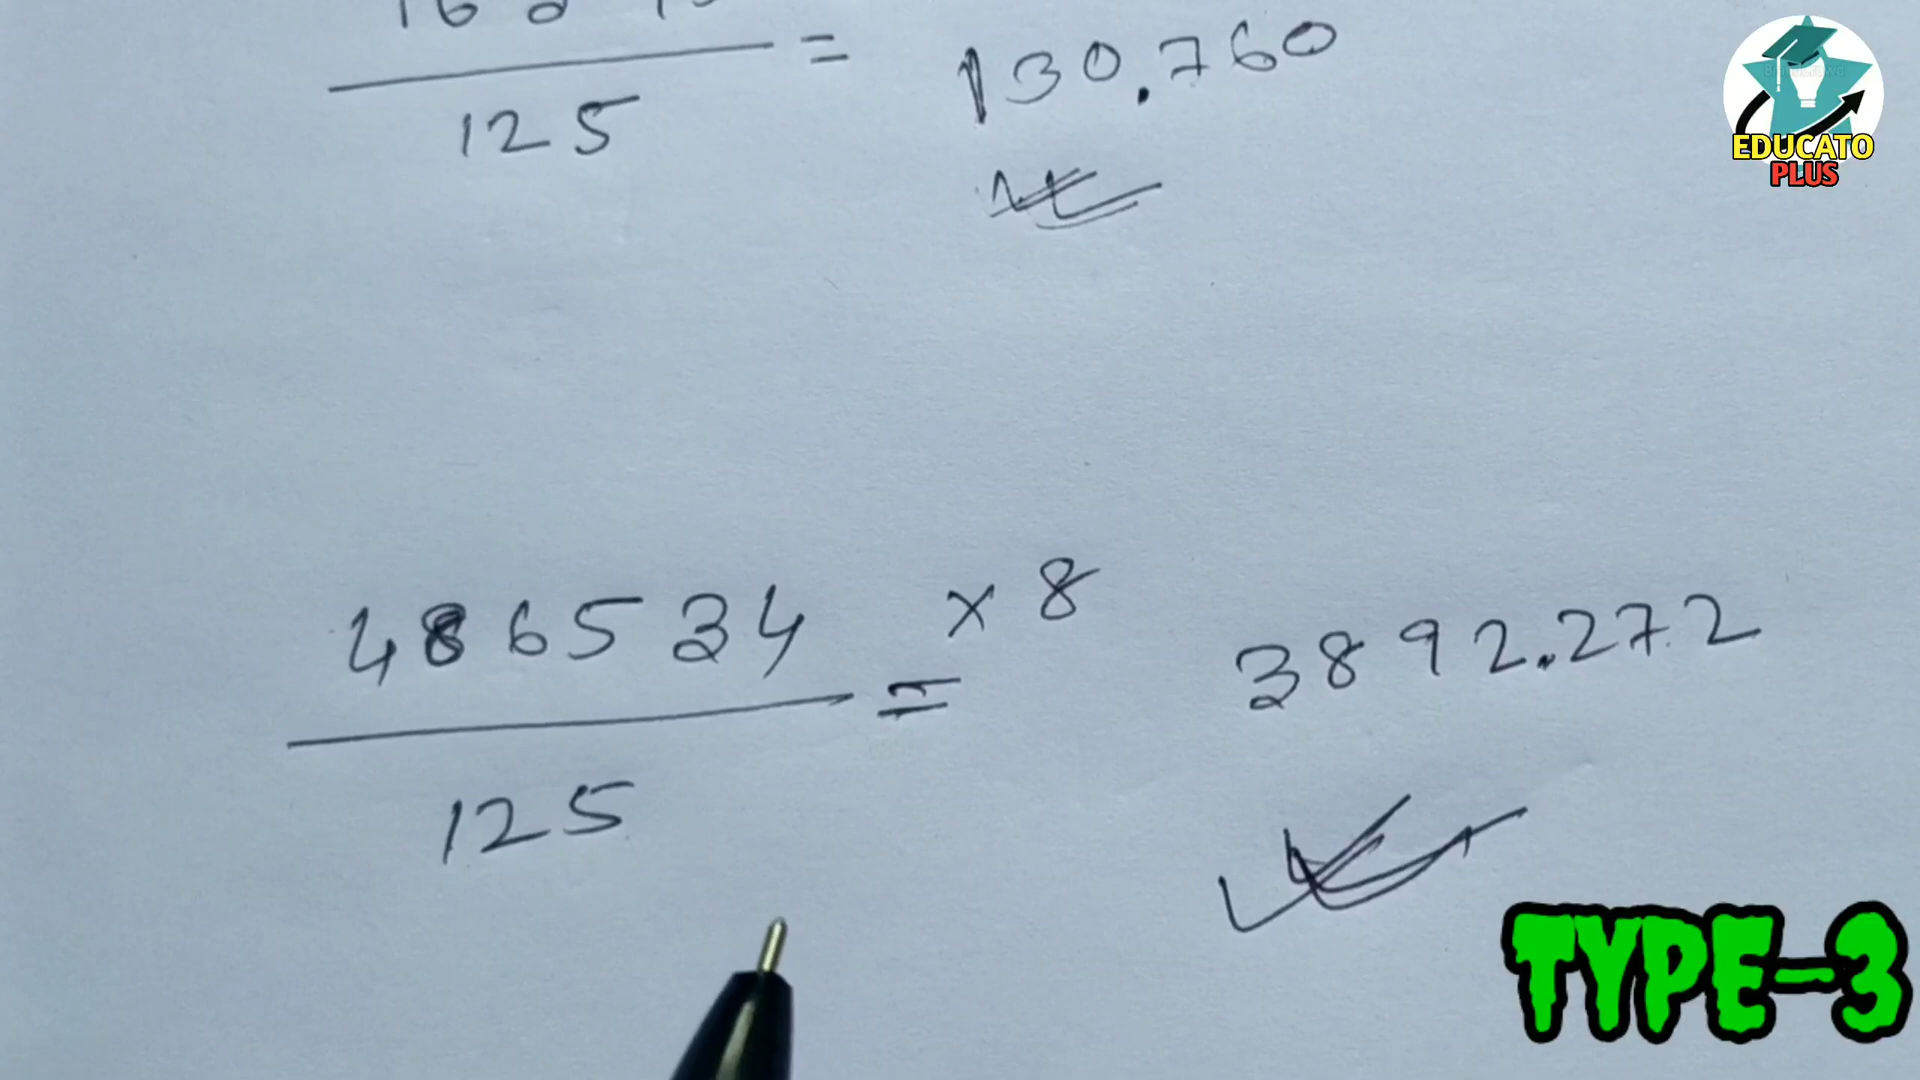 = 130.760
125
EDUCATO
PLUS
486534 = × 8 3892.272
125
TYPE-3